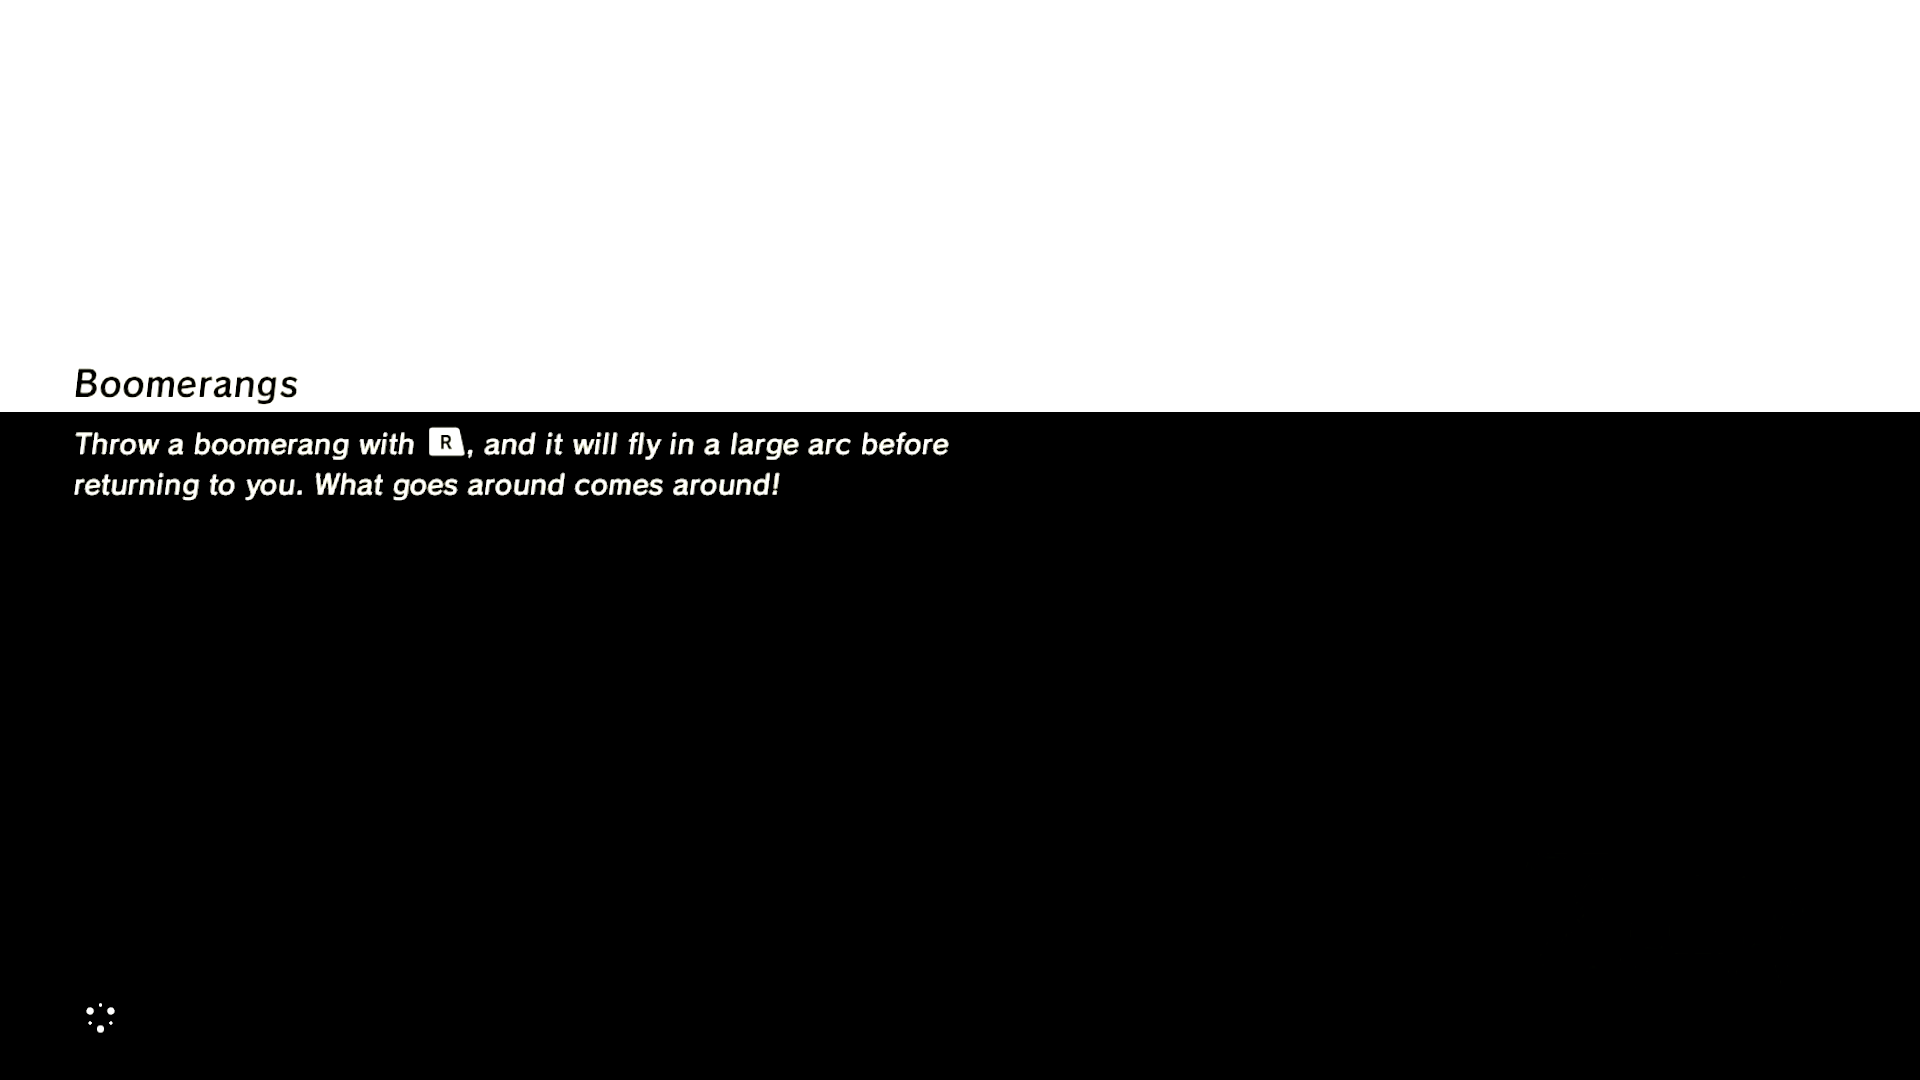 Boomerangs
Throw a boomerang with R, and it will fly in a large arc before
returning to you. What goes around comes around!